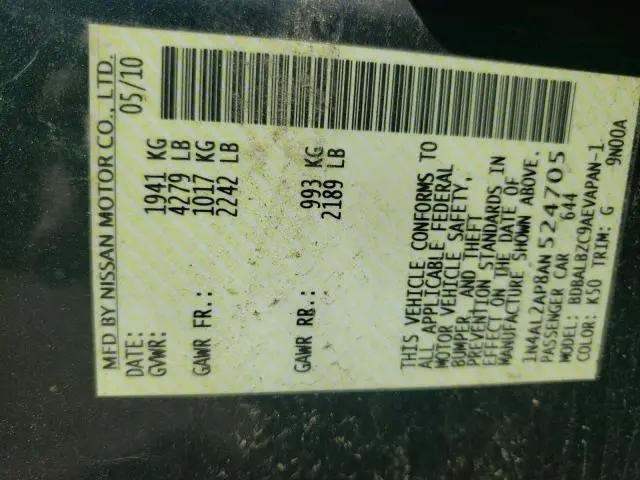 MFD BY NISSAN MOTOR CO., LTD.
DATE: 05/10
GVWR: 1941 KG
4279 LB
GAWR FR.: 1017 KG
2242 LB
GAWR RR.: 993 KG
2189 LB
THIS VEHICLE CONFORMS TO
ALL APPLICABLE FEDERAL
MOTOR VEHICLE SAFETY,
BUMPER, AND THEFT
PREVENTION STANDARDS IN
EFFECT ON THE DATE OF
MANUFACTURE SHOWN ABOVE.
1N4AL2AP8AN524705
PASSENGER CAR 644
MODEL: BDBALBZC9AEVAPAN-1
COLOR: K50 TRIM: G 9N00A